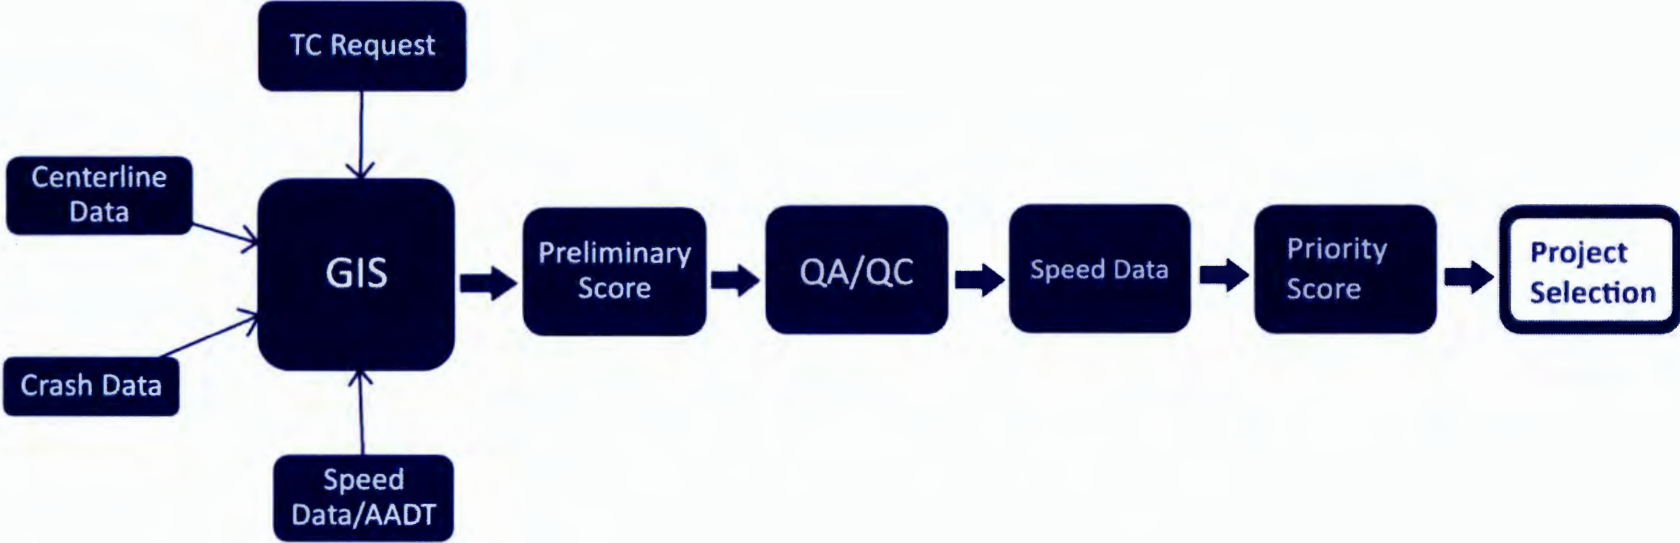 TC Request
Centerline
Data
GIS
Crash Data
Speed
Data/AADT
Preliminary
Score
QA/QC
Speed Data
Priority
Score
Project
Selection